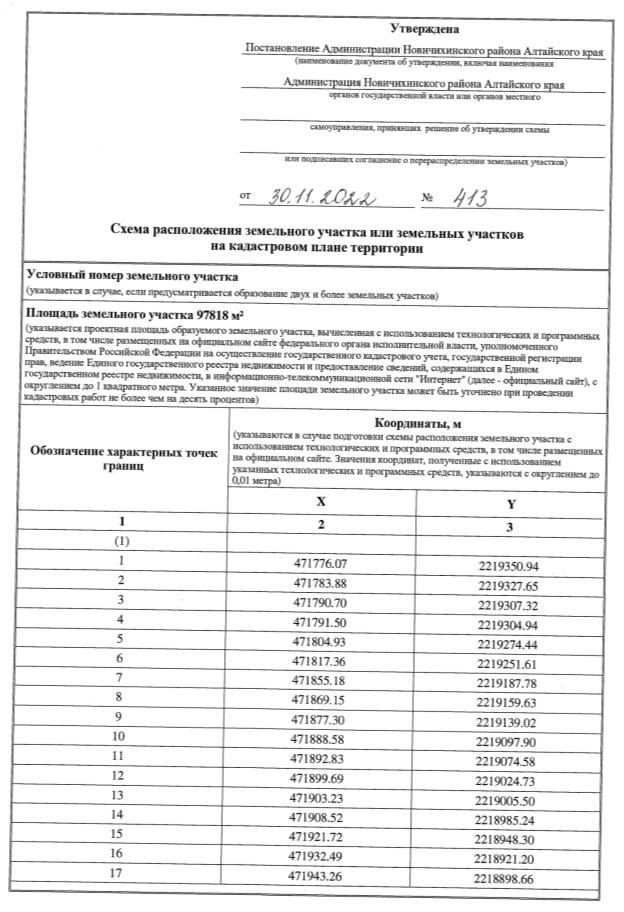 Утверждена
Постановление Администрации Новичихинского района Алтайского края
(наименование документа об утверждении, включая наименования
Администрация Новичихинского района Алтайского края
органов государственной власти или органов местного
самоуправления, принявших решение об утверждении схемы
или подписавших соглашение о перераспределении земельных участков)
от 30.11.2022 № 413
Схема расположения земельного участка или земельных участков
на кадастровом плане территории
Условный номер земельного участка
(указывается в случае, если предусматривается образование двух и более земельных участков)
Площадь земельного участка 97818 м²
(указывается проектная площадь образуемого земельного участка, вычисленная с использованием технологических и программных
средств, в том числе размещенных на официальном сайте федерального органа исполнительной власти, уполномоченного
Правительством Российской Федерации на осуществление государственного кадастрового учета, государственной регистрации
прав, ведение Единого государственного реестра недвижимости и предоставление сведений, содержащихся в Едином
государственном реестре недвижимости, в информационно-телекоммуникационной сети "Интернет" (далее - официальный сайт), с
округлением до 1 квадратного метра. Указанное значение площади земельного участка может быть уточнено при проведении
кадастровых работ не более чем на десять процентов)
Обозначение характерных точек
границ
Координаты, м
(указываются в случае подготовки схемы расположения земельного участка с
использованием технологических и программных средств, в том числе размещенных
на официальном сайте. Значения координат, полученные с использованием
указанных технологических и программных средств, указываются с округлением до
0,01 метра)
X Y
1 2 3
(1)
1 471776.07 2219350.94
2 471783.88 2219327.65
3 471790.70 2219307.32
4 471791.50 2219304.94
5 471804.93 2219274.44
6 471817.36 2219251.61
7 471855.18 2219187.78
8 471869.15 2219159.63
9 471877.30 2219139.02
10 471888.58 2219097.90
11 471892.83 2219074.58
12 471899.69 2219024.73
13 471903.23 2219005.50
14 471908.52 2218985.24
15 471921.72 2218948.30
16 471932.49 2218921.20
17 471943.26 2218898.66